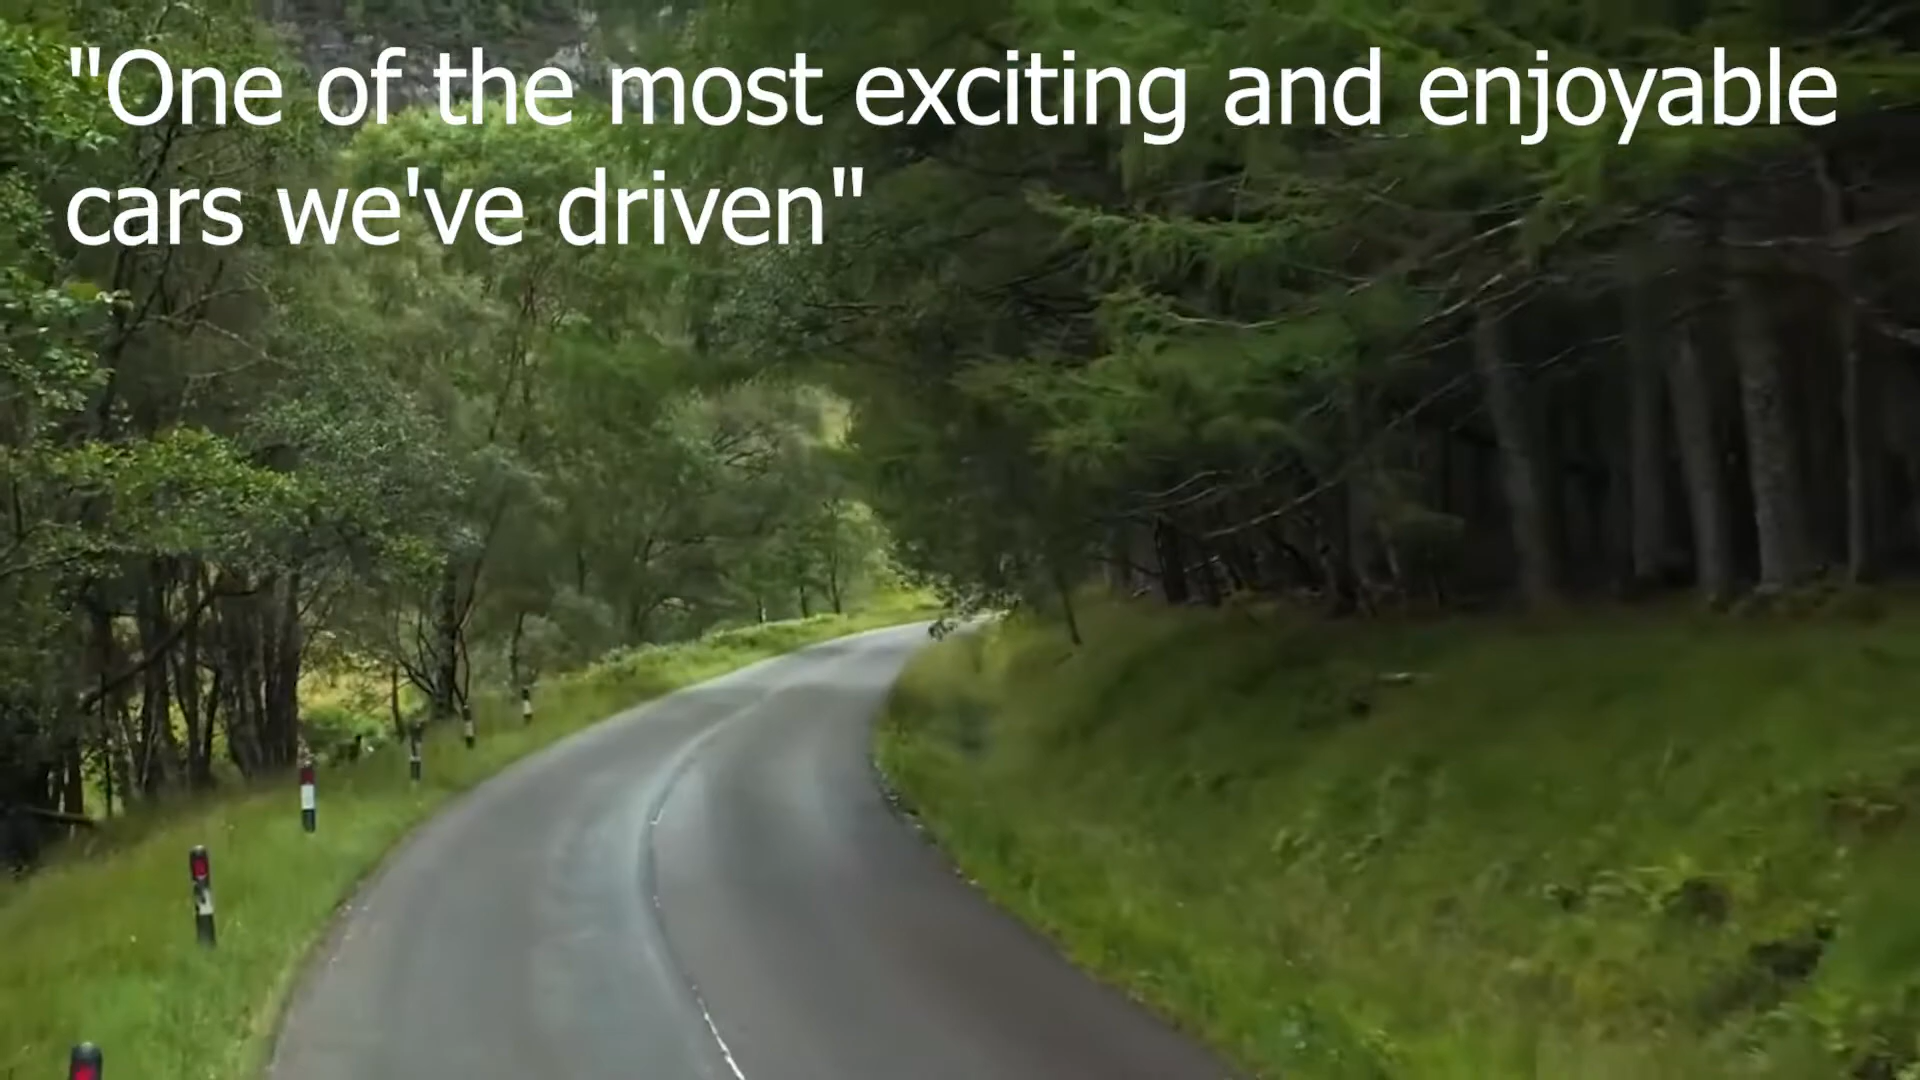 "One of the most exciting and enjoyable
cars we've driven"